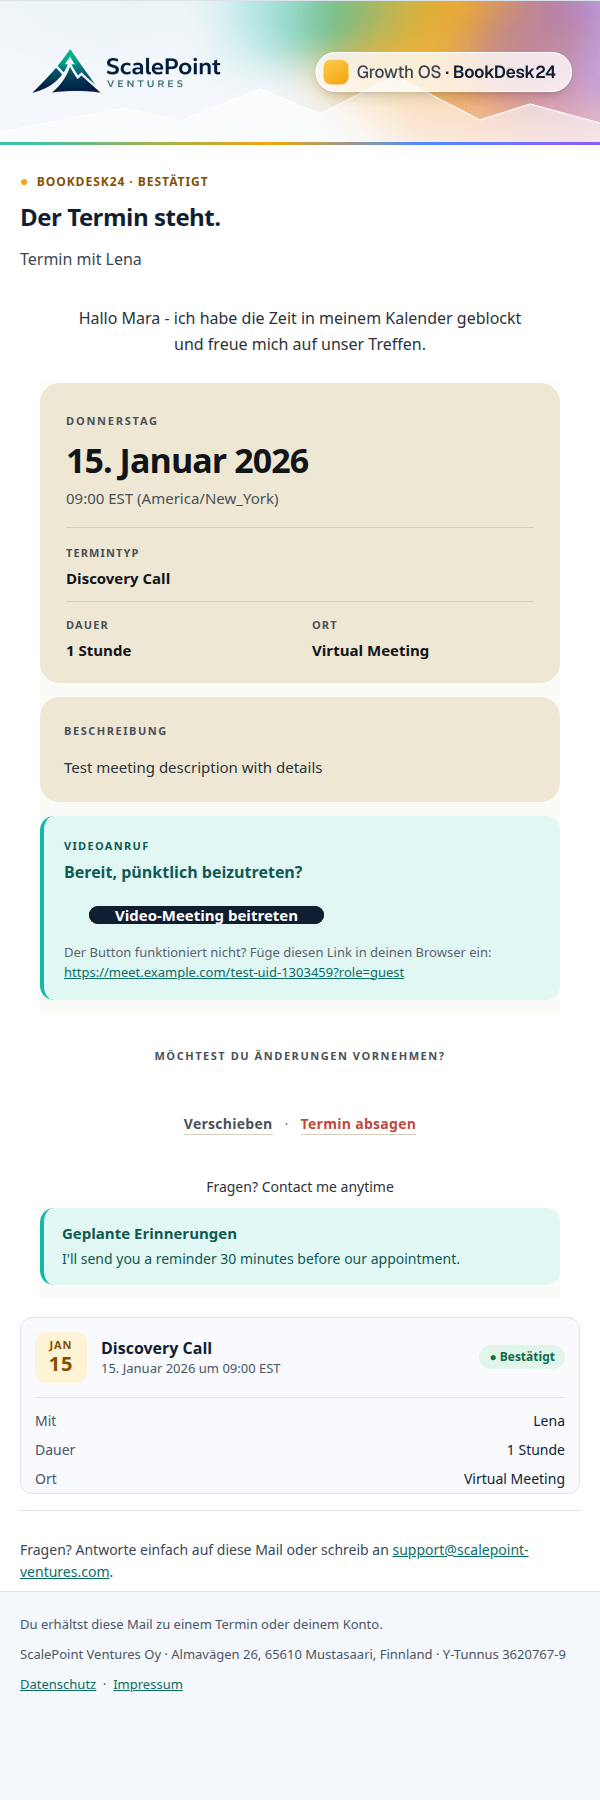 ScalePoint
VENTURES
Growth OS · BookDesk24
BOOKDESK24 · BESTÄTIGT
Der Termin steht.
Termin mit Lena
Hallo Mara - ich habe die Zeit in meinem Kalender geblockt
und freue mich auf unser Treffen.
DONNERSTAG
15. Januar 2026
09:00 EST (America/New_York)
TERMINTYP
Discovery Call
DAUER ORT
1 Stunde Virtual Meeting
BESCHREIBUNG
Test meeting description with details
VIDEOANRUF
Bereit, pünktlich beizutreten?
Video-Meeting beitreten
Der Button funktioniert nicht? Füge diesen Link in deinen Browser ein:
https://meet.example.com/test-uid-1303459?role=guest
MÖCHTEST DU ÄNDERUNGEN VORNEHMEN?
Verschieben · Termin absagen
Fragen? Contact me anytime
Geplante Erinnerungen
I'll send you a reminder 30 minutes before our appointment.
JAN
15
Discovery Call
15. Januar 2026 um 09:00 EST
● Bestätigt
Mit Lena
Dauer 1 Stunde
Ort Virtual Meeting
Fragen? Antworte einfach auf diese Mail oder schreib an support@scalepoint-
ventures.com.
Du erhältst diese Mail zu einem Termin oder deinem Konto.
ScalePoint Ventures Oy · Almavägen 26, 65610 Mustasaari, Finnland · Y-Tunnus 3620767-9
Datenschutz · Impressum